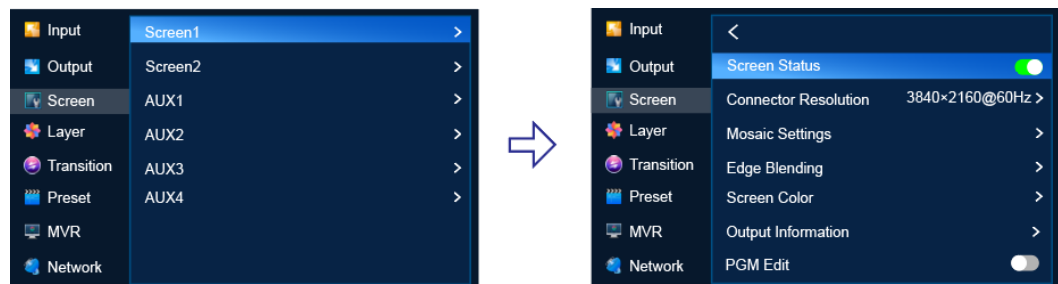 Input
Output
Screen
Layer
Transition
Preset
MVR
Network
Screen1 >
Screen2 >
AUX1 >
AUX2 >
AUX3 >
AUX4 >
Input
Output
Screen
Layer
Transition
Preset
MVR
Network
<
Screen Status
Connector Resolution 3840×2160@60Hz >
Mosaic Settings >
Edge Blending >
Screen Color >
Output Information >
PGM Edit